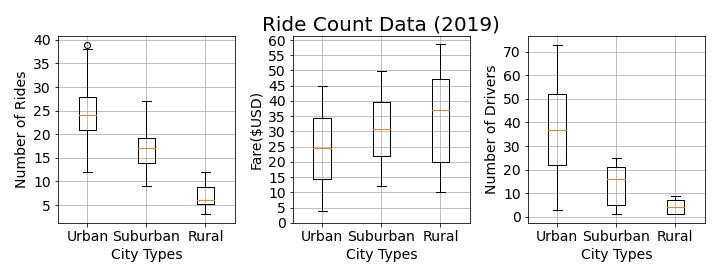 Ride Count Data (2019)
Number of Rides
40
35
30
25
20
15
10
5
Urban Suburban Rural
City Types
Fare($USD)
60
55
50
45
40
35
30
25
20
15
10
5
0
Urban Suburban Rural
City Types
Number of Drivers
70
60
50
40
30
20
10
0
Urban Suburban Rural
City Types